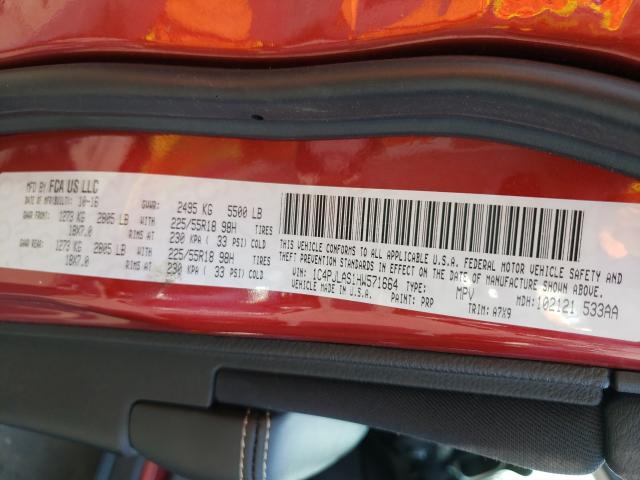 MFD BY FCA US LLC
DATE OF MFR(BUILT): 10-16 GVWR: 2495 KG 5500 LB
GAWR FRONT: 1273 KG 2805 LB WITH 225/55R18 98H TIRES
18X7.0 RIMS AT 230 KPA ( 33 PSI) COLD
GAWR REAR: 1273 KG 2805 LB WITH 225/55R18 98H TIRES
18X7.0 RIMS AT 230 KPA ( 33 PSI) COLD
THIS VEHICLE CONFORMS TO ALL APPLICABLE U.S.A. FEDERAL MOTOR VEHICLE SAFETY AND
THEFT PREVENTION STANDARDS IN EFFECT ON THE DATE OF MANUFACTURE SHOWN ABOVE.
VIN: TYPE: MPV MDH: 102121 533AA
VEHICLE MADE IN U.S.A. PAINT: PRP TRIM: A7X9